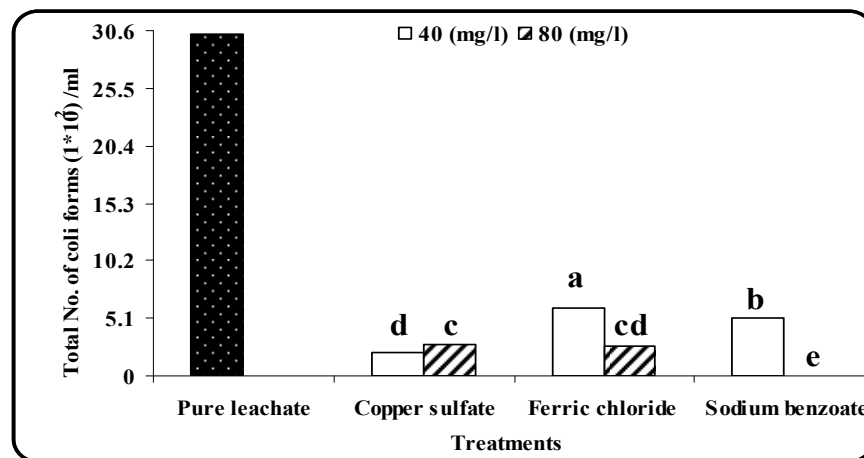 30.6
40 (mg/l) 80 (mg/l)
25.5
20.4
15.3
10.2
5.1
0
Total No. of coli forms (1*10²) /ml
d c a cd b e
Pure leachate Copper sulfate Ferric chloride Sodium benzoate
Treatments